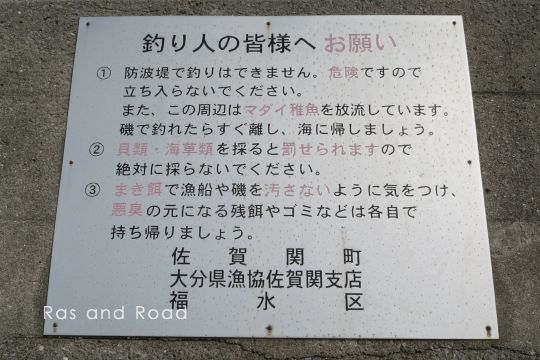 釣り人の皆様へ お願い
① 防波堤で釣りはできません。危険ですので
立ち入らないでください。
また、この周辺はマダイ稚魚を放流しています。
磯で釣れたらすぐ離し、海に帰しましょう。
② 貝類・海草類を採ると罰せられますので
絶対に採らないでください。
③ まき餌で漁船や磯を汚さないように気をつけ、
悪臭の元になる残餌やゴミなどは各自で
持ち帰りましょう。
佐賀関町
大分県漁協佐賀関支店
福水区
Ras and Road